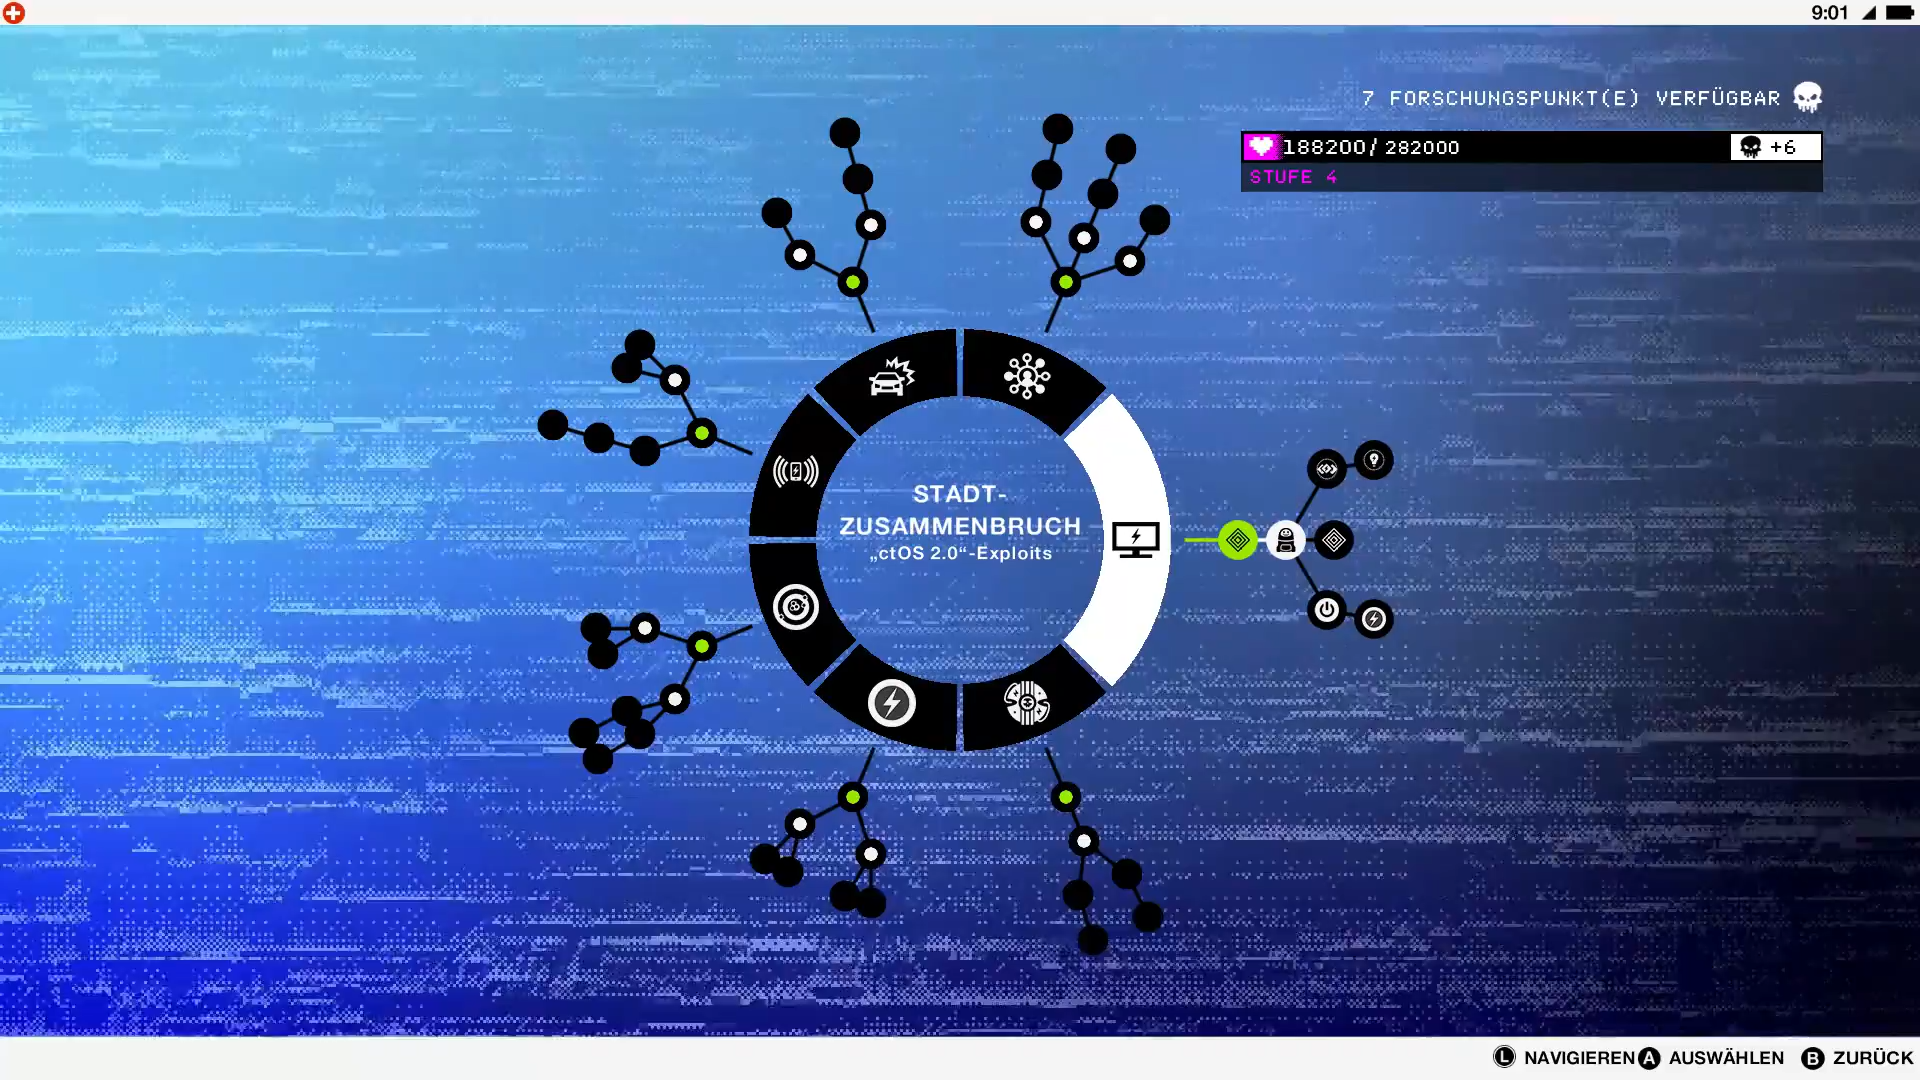 9:01
7 FORSCHUNGSPUNKT(E) VERFÜGBAR
188200/ 282000
+6
STUFE 4
STADT-
ZUSAMMENBRUCH
„ctOS 2.0“-Exploits
L NAVIGIEREN A AUSWÄHLEN B ZURÜCK